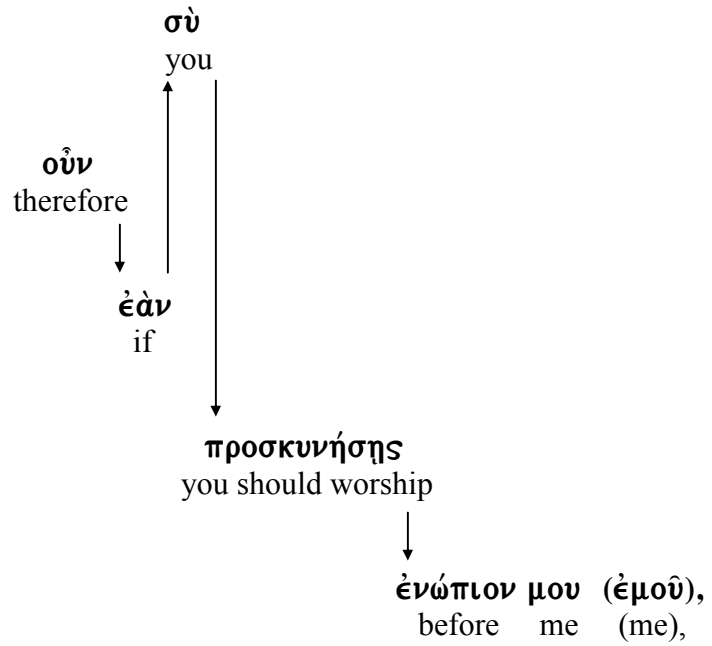 σὺ
you
οὖν
therefore
ἐὰν
if
προσκυνήσῃς
you should worship
ἐνώπιον μου (ἐμοῦ),
before me (me),